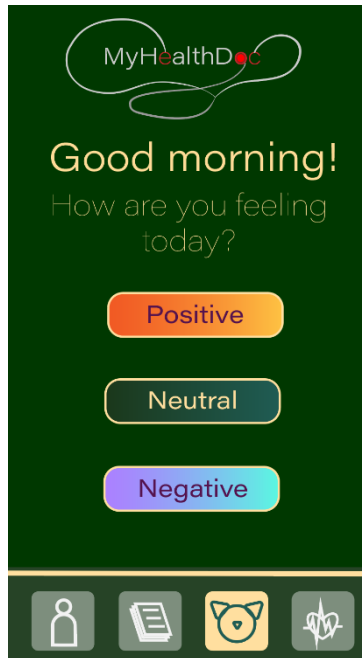 MyHealthDoc
Good morning!
How are you feeling
today?
Positive
Neutral
Negative